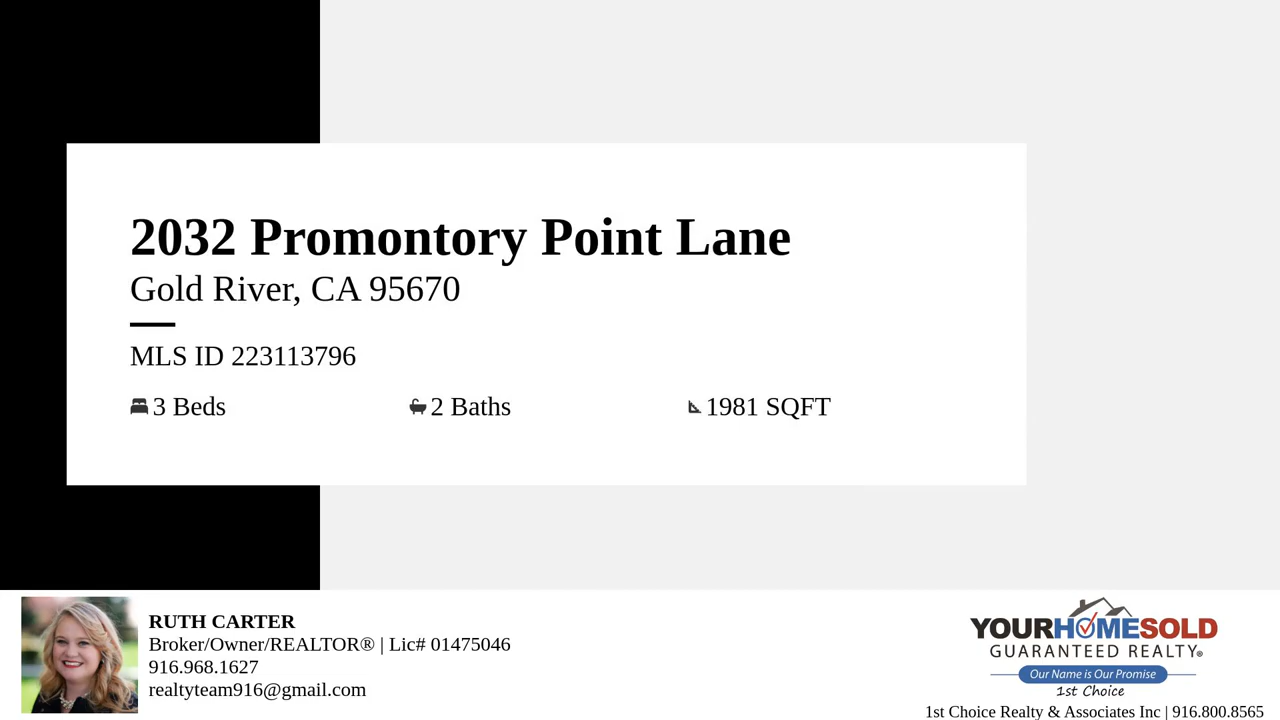 2032 Promontory Point Lane
Gold River, CA 95670
MLS ID 223113796
3 Beds
2 Baths
1981 SQFT
RUTH CARTER
Broker/Owner/REALTOR® | Lic# 01475046
916.968.1627
realtyteam916@gmail.com
YOURHOMESOLD
GUARANTEED REALTY®
Our Name is Our Promise
1st Choice
1st Choice Realty & Associates Inc | 916.800.8565